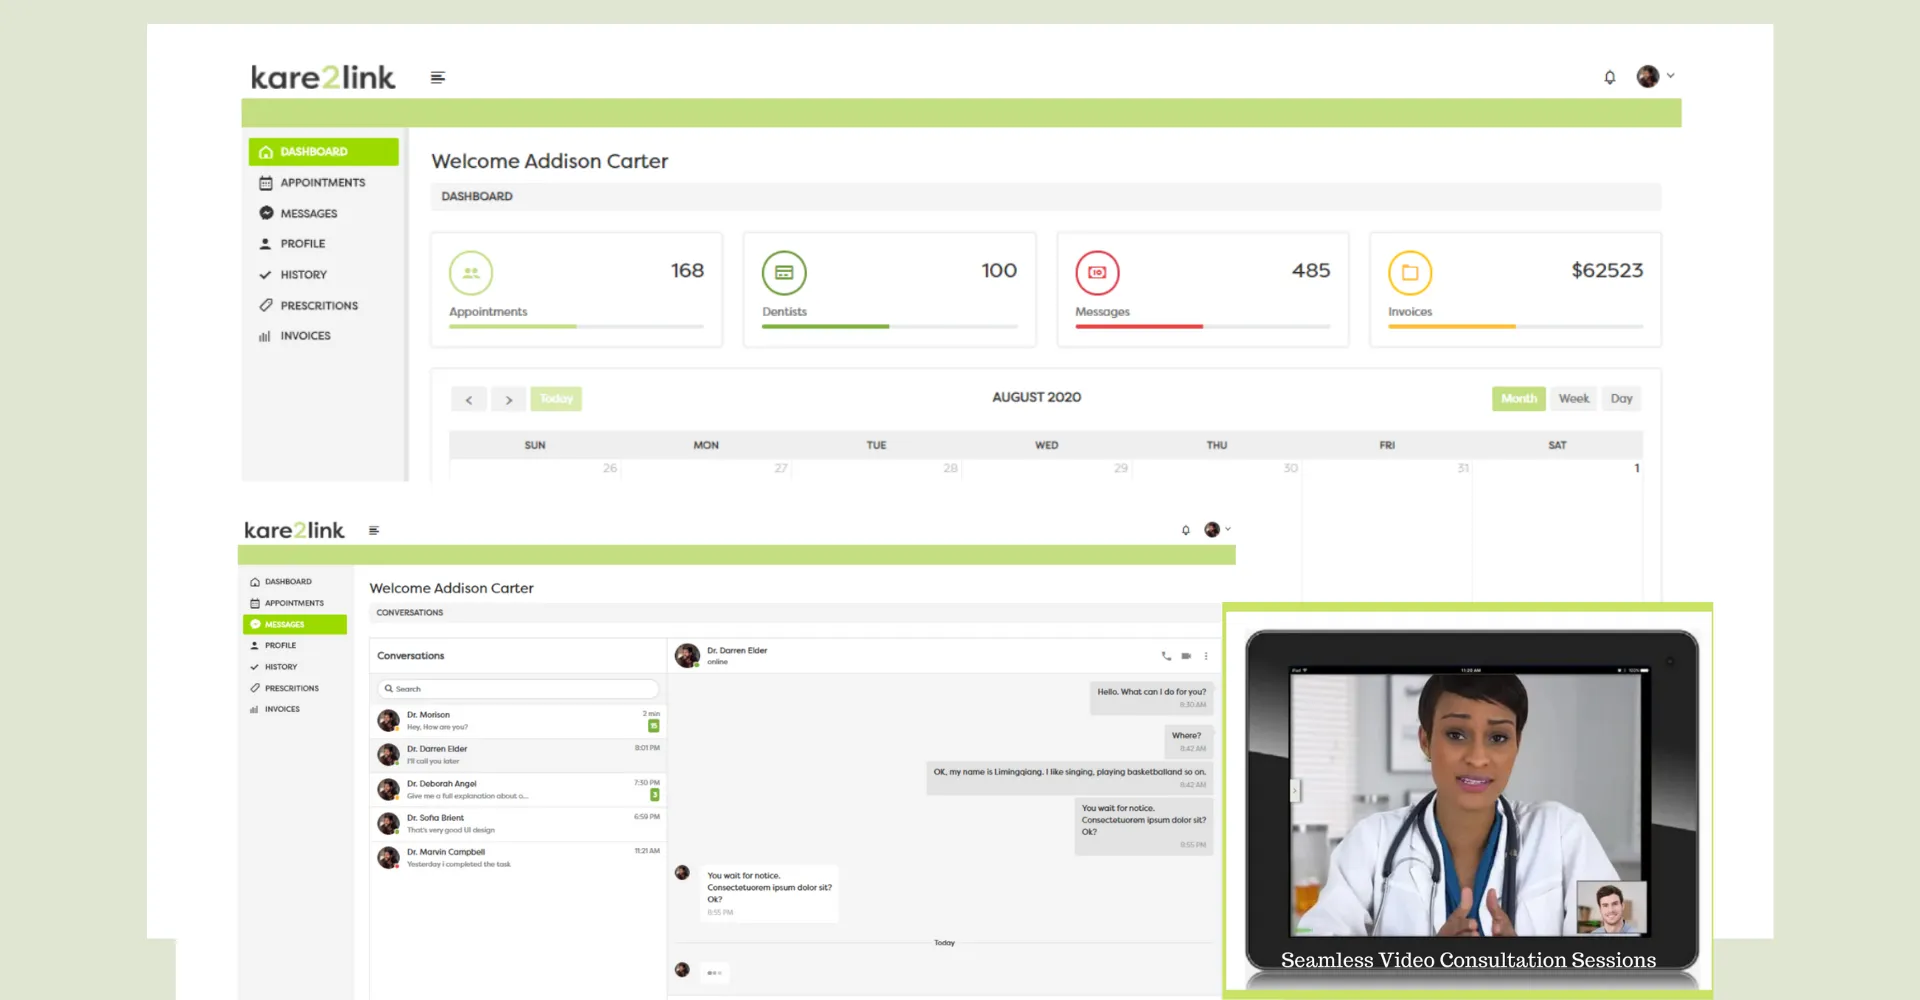 kare2link
DASHBOARD
APPOINTMENTS
MESSAGES
PROFILE
HISTORY
PRESCRITIONS
INVOICES
Welcome Addison Carter
DASHBOARD
168
Appointments
100
Dentists
485
Messages
$62523
Invoices
< > Today
AUGUST 2020
Month Week Day
SUN MON TUE WED THU FRI SAT
26 27 28 29 30 31 1
kare2link
DASHBOARD
APPOINTMENTS
MESSAGES
PROFILE
HISTORY
PRESCRITIONS
INVOICES
Welcome Addison Carter
CONVERSATIONS
Conversations
Search
Dr. Morison 2 min
Hey, How are you? 15
Dr. Darren Elder 8:01 PM
I'll call you later
Dr. Deborah Angel 7:30 PM
Give me a full explanation about o... 3
Dr. Sofia Brient 6:59 PM
That's very good UI design
Dr. Marvin Campbell 11:21 AM
Yesterday i completed the task
Dr. Darren Elder
online
Hello. What can I do for you?
8:30 AM
Where?
8:42 AM
OK, my name is Limingqiang. I like singing, playing basketballand so on.
8:42 AM
You wait for notice.
Consectetuorem ipsum dolor sit?
Ok?
8:55 PM
You wait for notice.
Consectetuorem ipsum dolor sit?
Ok?
8:55 PM
Today
iPad 11:20 AM 100%
Seamless Video Consultation Sessions